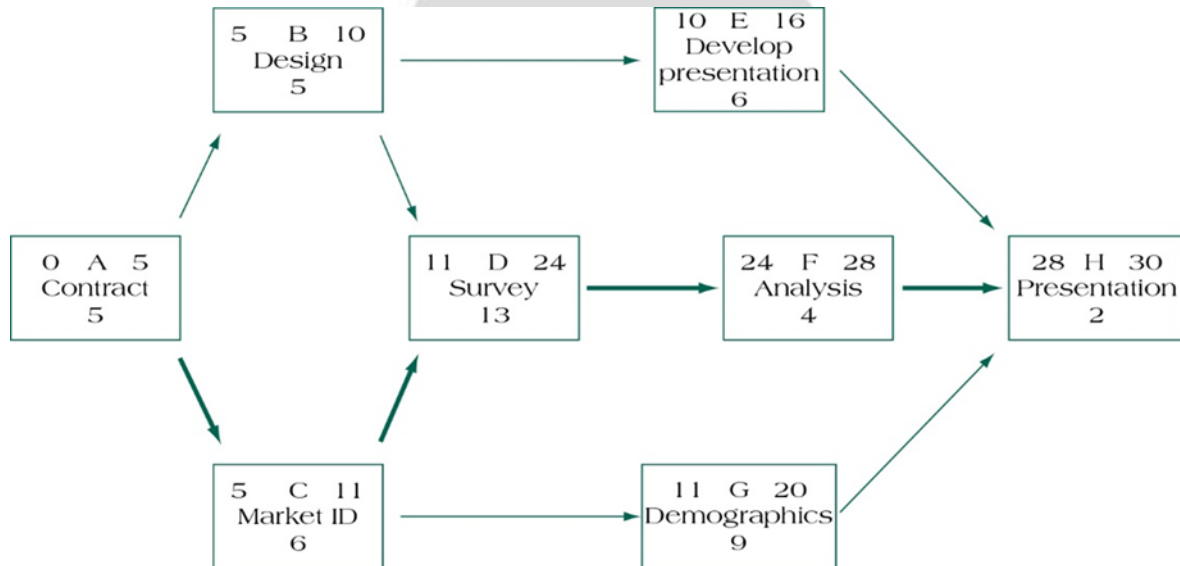 5 B 10
Design
5
10 E 16
Develop
presentation
6
0 A 5
Contract
5
11 D 24
Survey
13
24 F 28
Analysis
4
28 H 30
Presentation
2
5 C 11
Market ID
6
11 G 20
Demographics
9